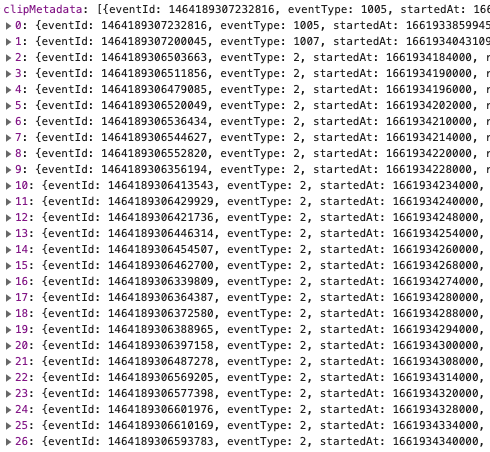 clipMetadata: [{eventId: 1464189307232816, eventType: 1005, startedAt: 166
0: {eventId: 1464189307232816, eventType: 1005, startedAt: 1661933859945
1: {eventId: 1464189307200045, eventType: 1007, startedAt: 1661934043109
2: {eventId: 1464189306503663, eventType: 2, startedAt: 1661934184000, r
3: {eventId: 1464189306511856, eventType: 2, startedAt: 1661934190000, r
4: {eventId: 1464189306479085, eventType: 2, startedAt: 1661934196000, r
5: {eventId: 1464189306520049, eventType: 2, startedAt: 1661934202000, r
6: {eventId: 1464189306536434, eventType: 2, startedAt: 1661934210000, r
7: {eventId: 1464189306544627, eventType: 2, startedAt: 1661934214000, r
8: {eventId: 1464189306552820, eventType: 2, startedAt: 1661934220000, r
9: {eventId: 1464189306356194, eventType: 2, startedAt: 1661934228000, r
10: {eventId: 1464189306413543, eventType: 2, startedAt: 1661934234000,
11: {eventId: 1464189306429929, eventType: 2, startedAt: 1661934240000,
12: {eventId: 1464189306421736, eventType: 2, startedAt: 1661934248000,
13: {eventId: 1464189306446314, eventType: 2, startedAt: 1661934254000,
14: {eventId: 1464189306454507, eventType: 2, startedAt: 1661934260000,
15: {eventId: 1464189306462700, eventType: 2, startedAt: 1661934268000,
16: {eventId: 1464189306339809, eventType: 2, startedAt: 1661934274000,
17: {eventId: 1464189306364387, eventType: 2, startedAt: 1661934280000,
18: {eventId: 1464189306372580, eventType: 2, startedAt: 1661934288000,
19: {eventId: 1464189306388965, eventType: 2, startedAt: 1661934294000,
20: {eventId: 1464189306397158, eventType: 2, startedAt: 1661934300000,
21: {eventId: 1464189306487278, eventType: 2, startedAt: 1661934308000,
22: {eventId: 1464189306569205, eventType: 2, startedAt: 1661934314000,
23: {eventId: 1464189306577398, eventType: 2, startedAt: 1661934320000,
24: {eventId: 1464189306601976, eventType: 2, startedAt: 1661934328000,
25: {eventId: 1464189306610169, eventType: 2, startedAt: 1661934334000,
26: {eventId: 1464189306593783, eventType: 2, startedAt: 1661934340000,